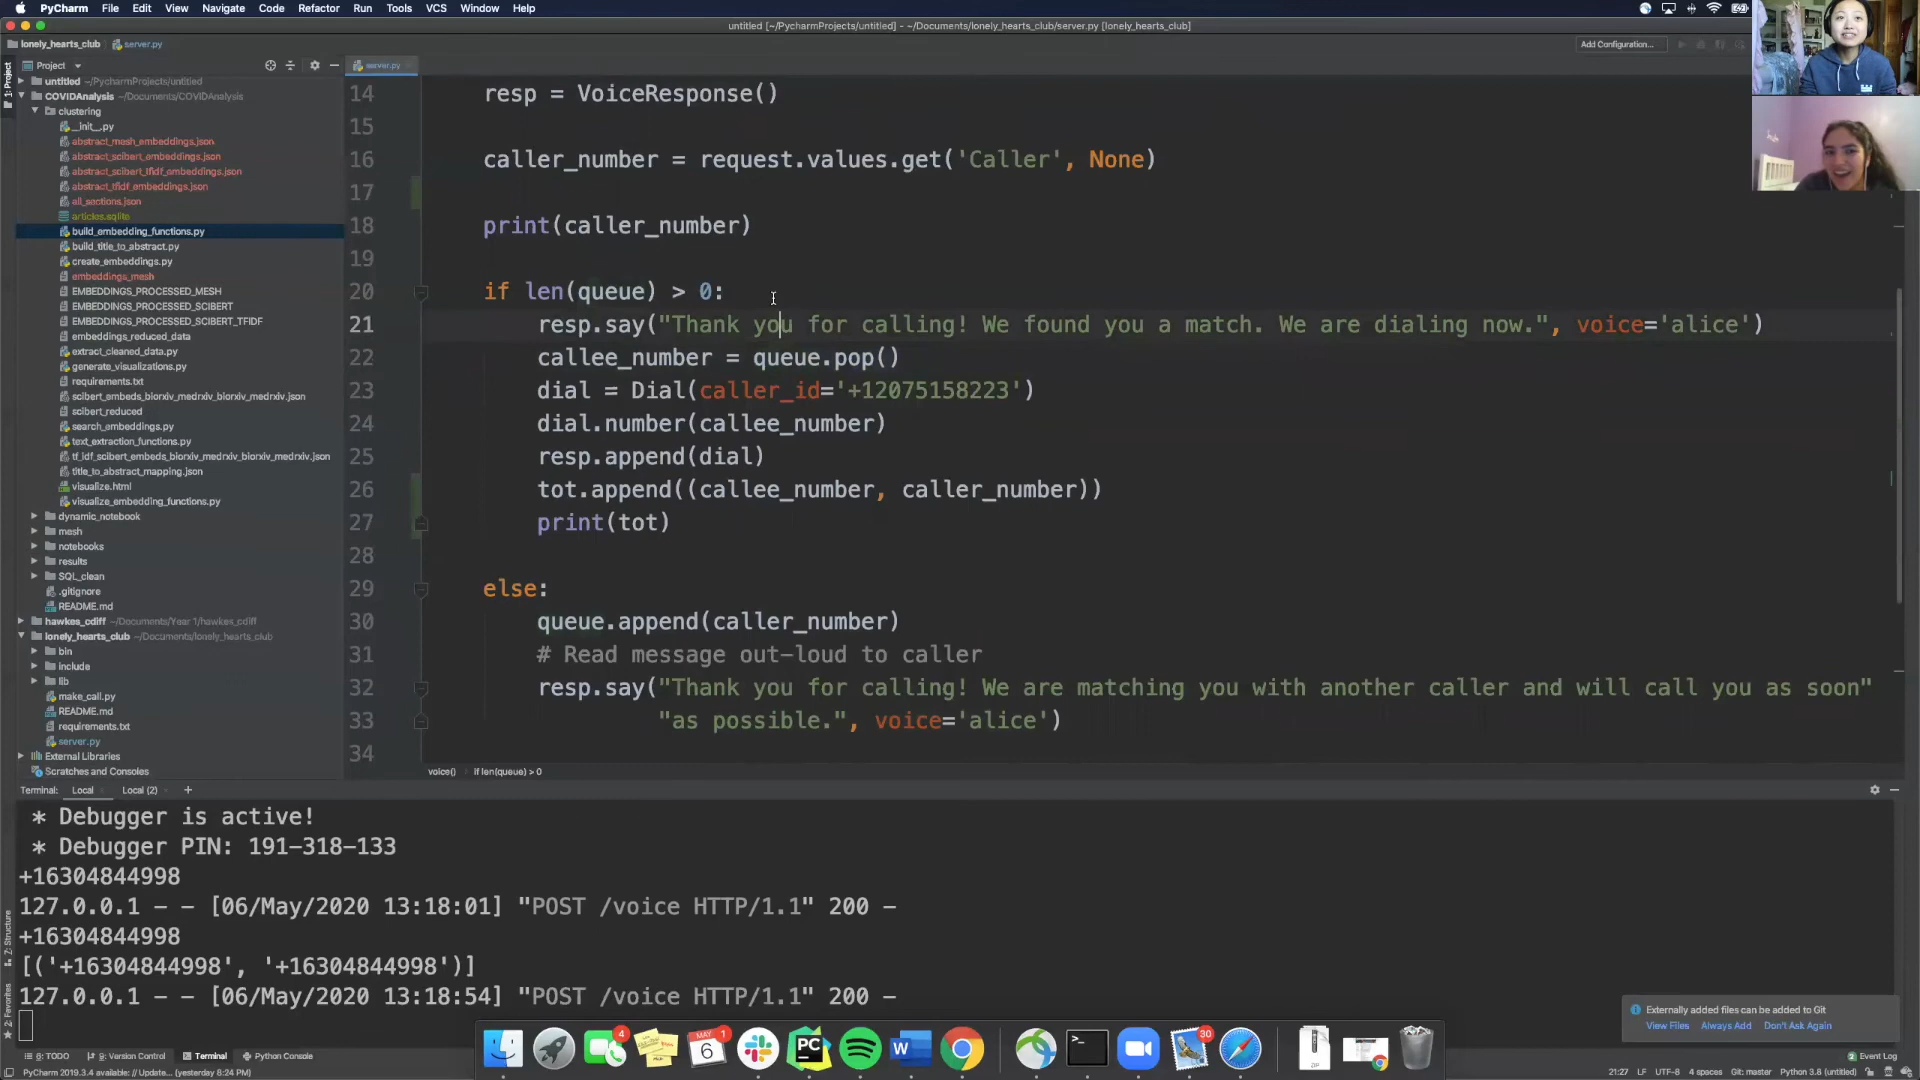 PyCharm File Edit View Navigate Code Refactor Run Tools VCS Window Help
untitled [~/PycharmProjects/untitled] - ~/Documents/lonely_hearts_club/server.py [lonely_hearts_club]
lonely_hearts_club server.py
Add Configuration...
Project
server.py
1: Project
untitled ~/PycharmProjects/untitled
COVIDAnalysis ~/Documents/COVIDAnalysis
clustering
__init__.py
abstract_mesh_embeddings.json
abstract_scibert_embeddings.json
abstract_scibert_tfidf_embeddings.json
abstract_tfidf_embeddings.json
all_sections.json
articles.sqlite
build_embedding_functions.py
build_title_to_abstract.py
create_embeddings.py
embeddings_mesh
EMBEDDINGS_PROCESSED_MESH
EMBEDDINGS_PROCESSED_SCIBERT
EMBEDDINGS_PROCESSED_SCIBERT_TFIDF
embeddings_reduced_data
extract_cleaned_data.py
generate_visualizations.py
requirements.txt
scibert_embeds_biorxiv_medrxiv_biorxiv_medrxiv.json
scibert_reduced
search_embeddings.py
text_extraction_functions.py
tf_idf_scibert_embeds_biorxiv_medrxiv_biorxiv_medrxiv.json
title_to_abstract_mapping.json
visualize.html
visualize_embedding_functions.py
dynamic_notebook
mesh
notebooks
results
SQL_clean
.gitignore
README.md
hawkes_cdiff ~/Documents/Year 1/hawkes_cdiff
lonely_hearts_club ~/Documents/lonely_hearts_club
bin
include
lib
make_call.py
README.md
requirements.txt
server.py
External Libraries
Scratches and Consoles
14 resp = VoiceResponse()
15
16 caller_number = request.values.get('Caller', None)
17
18 print(caller_number)
19
20 if len(queue) > 0:
21 resp.say("Thank you for calling! We found you a match. We are dialing now.", voice='alice')
22 callee_number = queue.pop()
23 dial = Dial(caller_id='+12075158223')
24 dial.number(callee_number)
25 resp.append(dial)
26 tot.append((callee_number, caller_number))
27 print(tot)
28
29 else:
30 queue.append(caller_number)
31 # Read message out-loud to caller
32 resp.say("Thank you for calling! We are matching you with another caller and will call you as soon"
33 "as possible.", voice='alice')
34
voice() if len(queue) > 0
Terminal: Local Local (2) +
* Debugger is active!
* Debugger PIN: 191-318-133
+16304844998
127.0.0.1 - - [06/May/2020 13:18:01] "POST /voice HTTP/1.1" 200 -
+16304844998
[('+16304844998', '+16304844998')]
127.0.0.1 - - [06/May/2020 13:18:54] "POST /voice HTTP/1.1" 200 -
Z: Structure
2: Favorites
Externally added files can be added to Git
View Files Always Add Don't Ask Again
4
MAY 1
6
PC
W
30
ZIP
6: TODO 9: Version Control Terminal Python Console
2 Event Log
PyCharm 2019.3.4 available: // Update... (yesterday 8:24 PM)
21:27 LF UTF-8 4 spaces Git: master Python 3.8 (untitled)